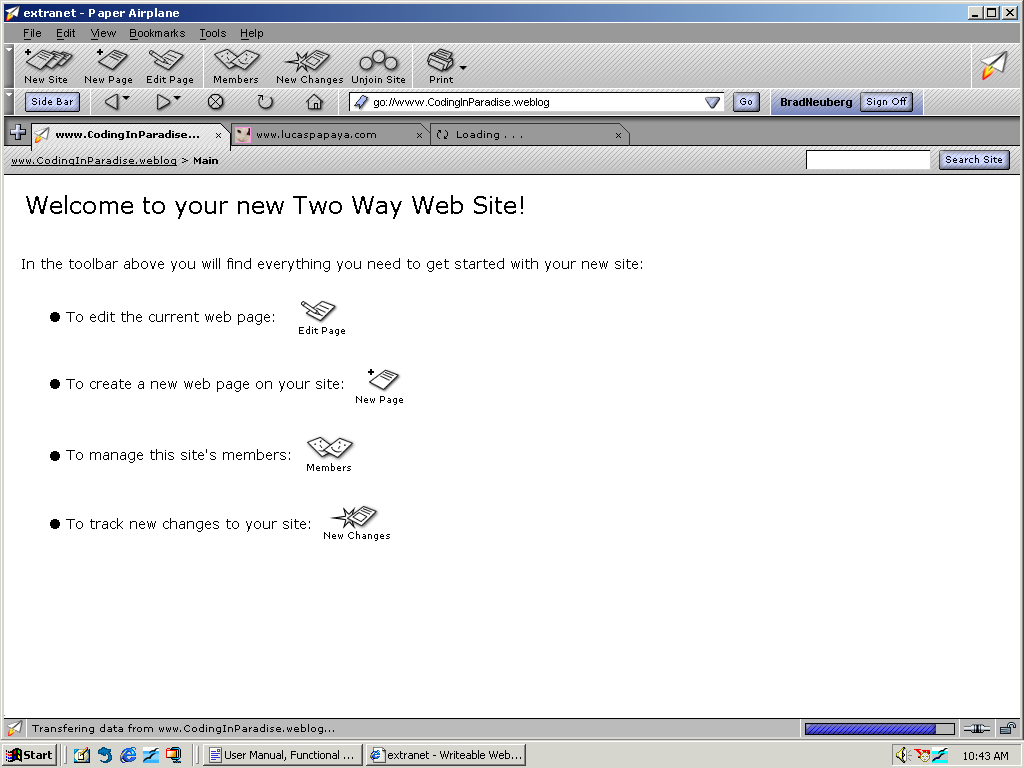 extranet - Paper Airplane
File Edit View Bookmarks Tools Help
New Site New Page Edit Page Members New Changes Unjoin Site Print
Side Bar go://www.CodingInParadise.weblog Go BradNeuberg Sign Off
www.CodingInParadise... x www.lucaspapaya.com x Loading . . . x
www.CodingInParadise.weblog > Main Search Site
Welcome to your new Two Way Web Site!
In the toolbar above you will find everything you need to get started with your new site:
To edit the current web page:
Edit Page
To create a new web page on your site:
New Page
To manage this site's members:
Members
To track new changes to your site:
New Changes
Transfering data from www.CodingInParadise.weblog...
Start User Manual, Functional ... extranet - Writeable Web... 10:43 AM